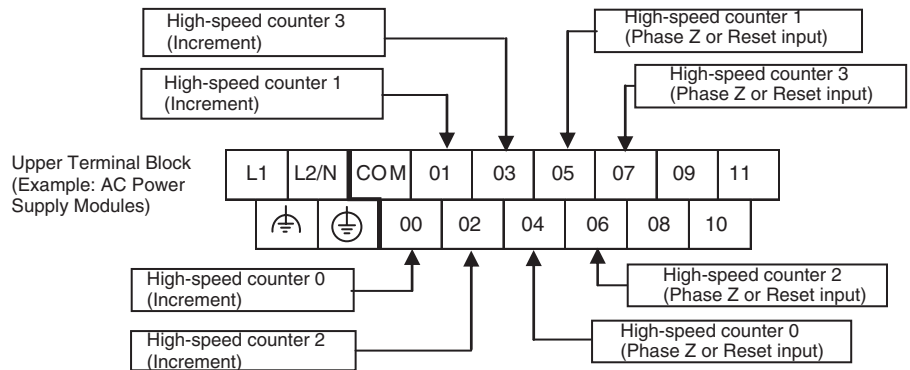 High-speed counter 3
(Increment)
High-speed counter 1
(Phase Z or Reset input)
High-speed counter 1
(Increment)
High-speed counter 3
(Phase Z or Reset input)
Upper Terminal Block
(Example: AC Power
Supply Modules)
L1 L2/N COM 01 03 05 07 09 11
00 02 04 06 08 10
High-speed counter 0
(Increment)
High-speed counter 2
(Phase Z or Reset input)
High-speed counter 2
(Increment)
High-speed counter 0
(Phase Z or Reset input)